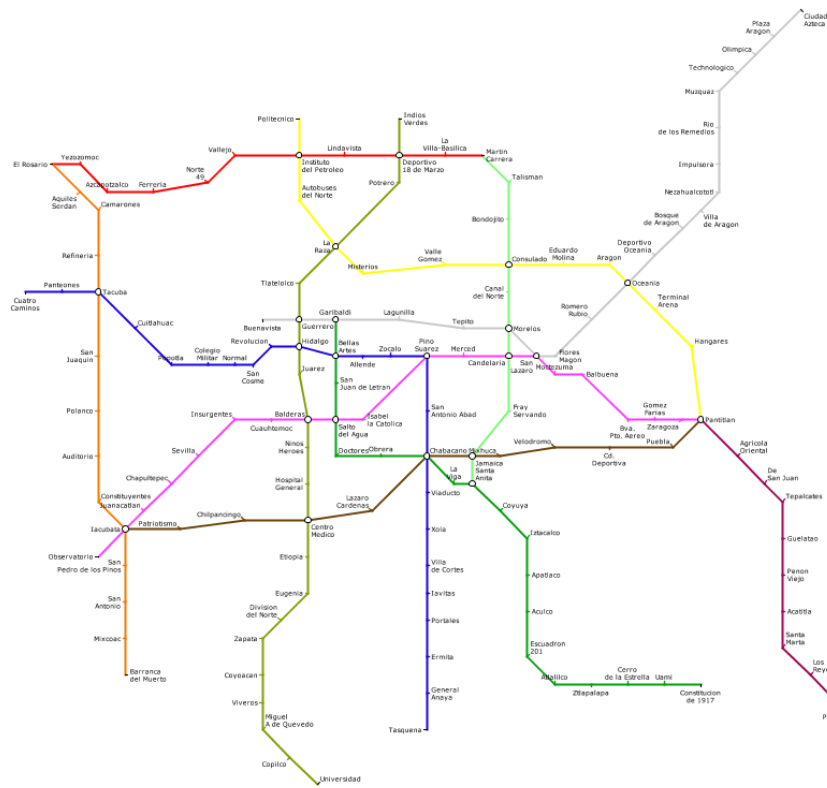 Ciudad
Azteca
Plaza
Aragon
Olimpica
Technologico
Muzquaz
Rio
de los Remedios
Impulsora
Nezahualcototi
Villa
de Aragon
Bosque
de Aragon
Deportivo
Oceania
Oceania
Romero
Rubio
Flores
Magon
Politecnico
Indios
Verdes
La
Villa-Basilica
Martin
Carrera
Lindavista
Vallejo
Instituto
del Petroleo
Deportivo
18 de Marzo
El Rosario
Yezozomoc
Azcapotzalco
Ferreria
Norte
49
Aquiles
Serdan
Camarones
Autobuses
del Norte
Potrero
Talisman
Bondojito
La
Raza
Misterios
Valle
Gomez
Consulado
Eduardo
Molina
Aragon
Terminal
Arena
Hangares
Refineria
Panteones
Tacuba
Cuatro
Caminos
Cuitlahuac
Tlatelolco
Canal
del Norte
Buenavista
Guerrero
Garibaldi
Lagunilla
Tepito
Morelos
Revolucion
Hidalgo
Bellas
Artes
Allende
Zocalo
Pino
Suarez
Merced
Candelaria
San
Lazaro
Moctozuma
Balbuena
San
Juaquin
Popotla
Colegio
Militar
Normal
San
Cosme
Juarez
San
Juan de Letran
Polanco
Insurgentes
Cuauhtemoc
Balderas
Salto
del Agua
Isabel
la Catolica
San
Antonio Abad
Fray
Servando
Bva.
Pto. Aereo
Gomez
Farias
Zaragoza
Pantitlan
Auditorio
Sevilla
Ninos
Heroes
Doctores
Obrera
Chabacano
Mixhuca
Jamaica
Santa
Anita
Velodromo
Cd.
Deportiva
Puebla
Agricola
Oriental
De
San Juan
Tepalcates
Chapultepec
Constituyentes
Juanacatlan
Hospital
General
La
Viga
Viaducto
Coyuya
Iacubata
Patriotismo
Chilpancingo
Lazaro
Cardenas
Centro
Medico
Xola
Iztacalco
Guelatao
Observatorio
San
Pedro de los Pinos
Etiopia
Villa
de Cortes
Apatlaco
Penon
Viejo
San
Antonio
Eugenia
Iavitas
Aculco
Acatitla
Division
del Norte
Portales
Mixcoac
Zapata
Ermita
Escuadron
201
Santa
Marta
Los
Reye
Barranca
del Muerto
Coyoacan
General
Anaya
Atlalilco
Ztlapalapa
Cerro
de la Estrella
Uami
Constitucion
de 1917
Viveros
Miguel
A de Quevedo
Tasquena
P
Copilco
Universidad